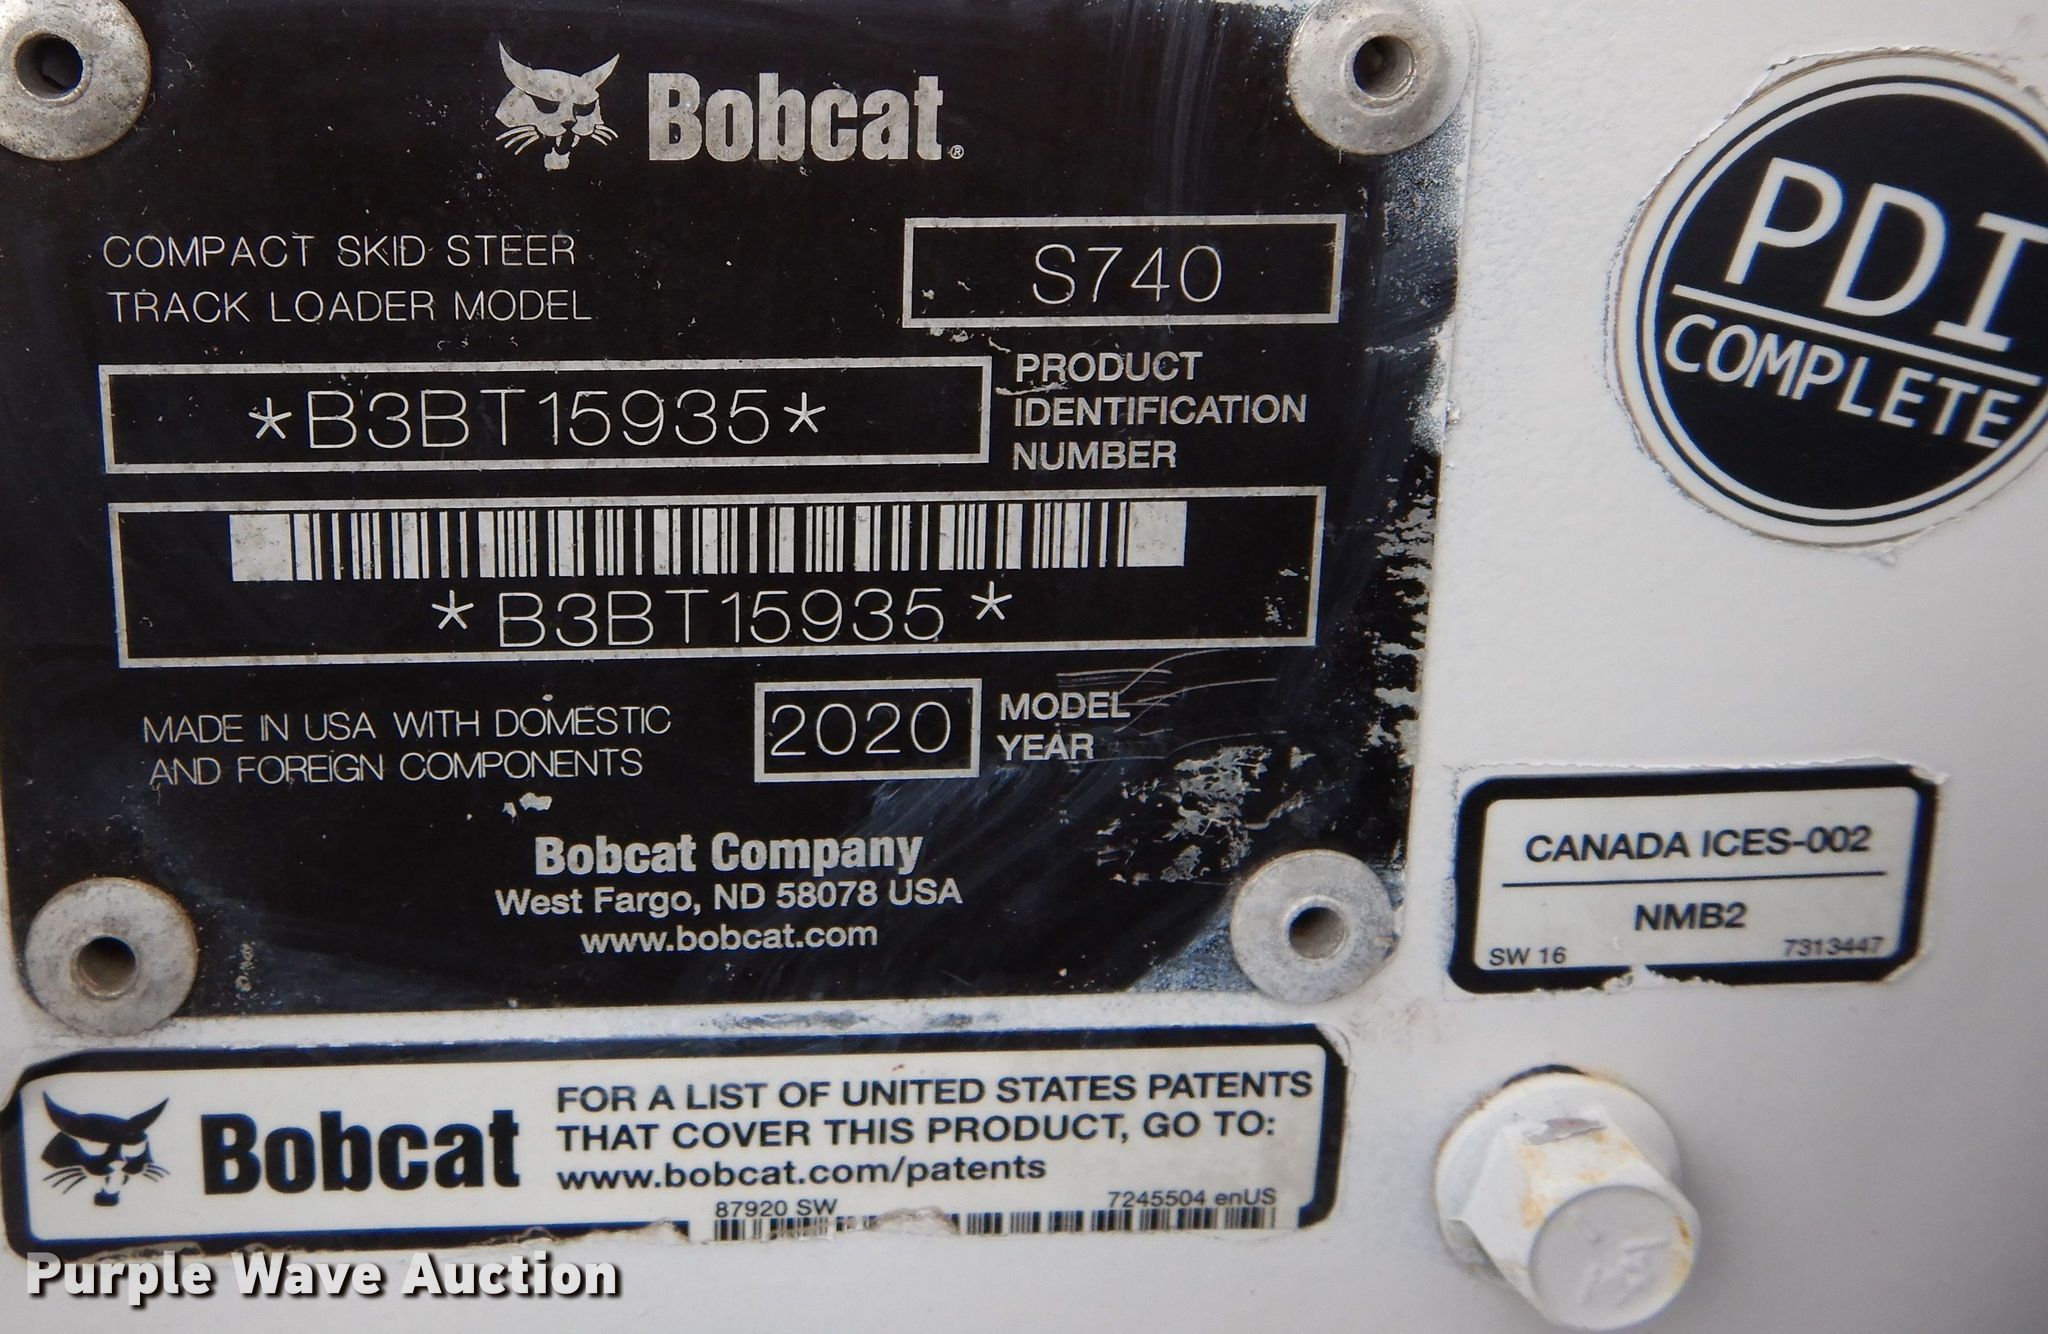 Bobcat®
COMPACT SKID STEER
TRACK LOADER MODEL
S740
*B3BT15935*
PRODUCT
IDENTIFICATION
NUMBER
*B3BT15935*
MADE IN USA WITH DOMESTIC
AND FOREIGN COMPONENTS
2020
MODEL
YEAR
Bobcat Company
West Fargo, ND 58078 USA
www.bobcat.com
PDI
COMPLETE
CANADA ICES-002
NMB2
SW 16
7313447
Bobcat
FOR A LIST OF UNITED STATES PATENTS
THAT COVER THIS PRODUCT, GO TO:
www.bobcat.com/patents
87920 SW
7245504 enUS
Purple Wave Auction